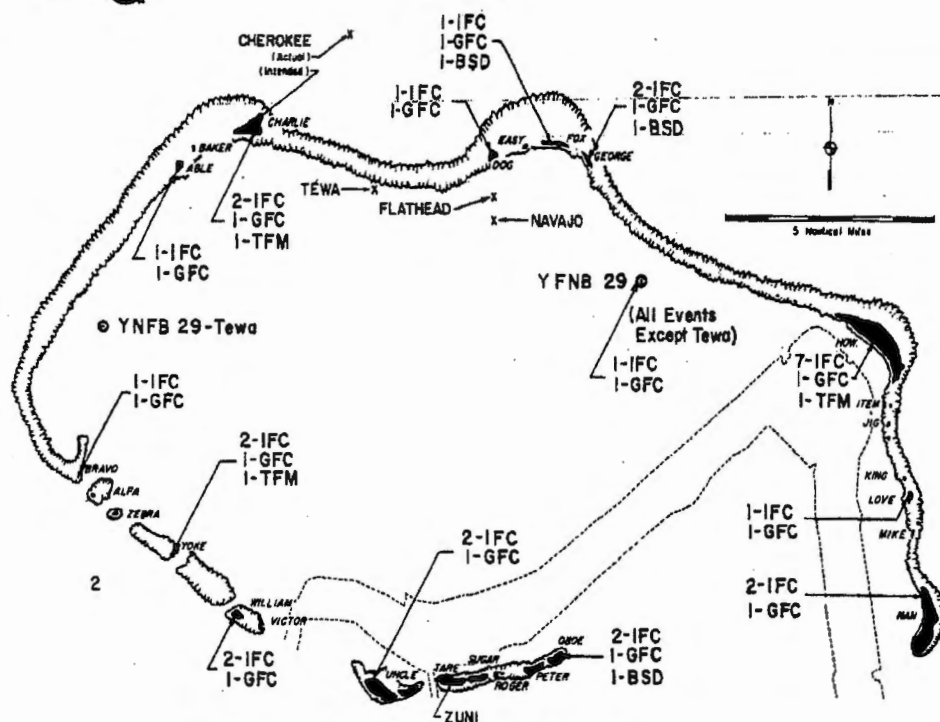 CHEROKEE
(Actual)
(Intended)
1-IFC
1-GFC
1-BSD
1-IFC
1-GFC
2-IFC
1-GFC
1-BSD
CHARLIE
BAKER
ABLE
EASY
FOX
DOG
GEORGE
TEWA
FLATHEAD
NAVAJO
5 Nautical Miles
2-IFC
1-GFC
1-TFM
1-IFC
1-GFC
YNFB 29-Tewa
YFNB 29
(All Events
Except Tewa)
1-IFC
1-GFC
HOW
7-IFC
1-GFC
1-TFM
ITEM
JIG
1-IFC
1-GFC
BRAVO
ALFA
ZEBRA
YOKE
2-IFC
1-GFC
1-TFM
KING
LOVE
MIKE
1-IFC
1-GFC
2-IFC
1-GFC
2
WILLIAM
VICTOR
2-IFC
1-GFC
2-IFC
1-GFC
NAN
UNCLE
TARE
SUGAR
ROGER
PETER
OBOE
2-IFC
1-GFC
1-BSD
ZUNI